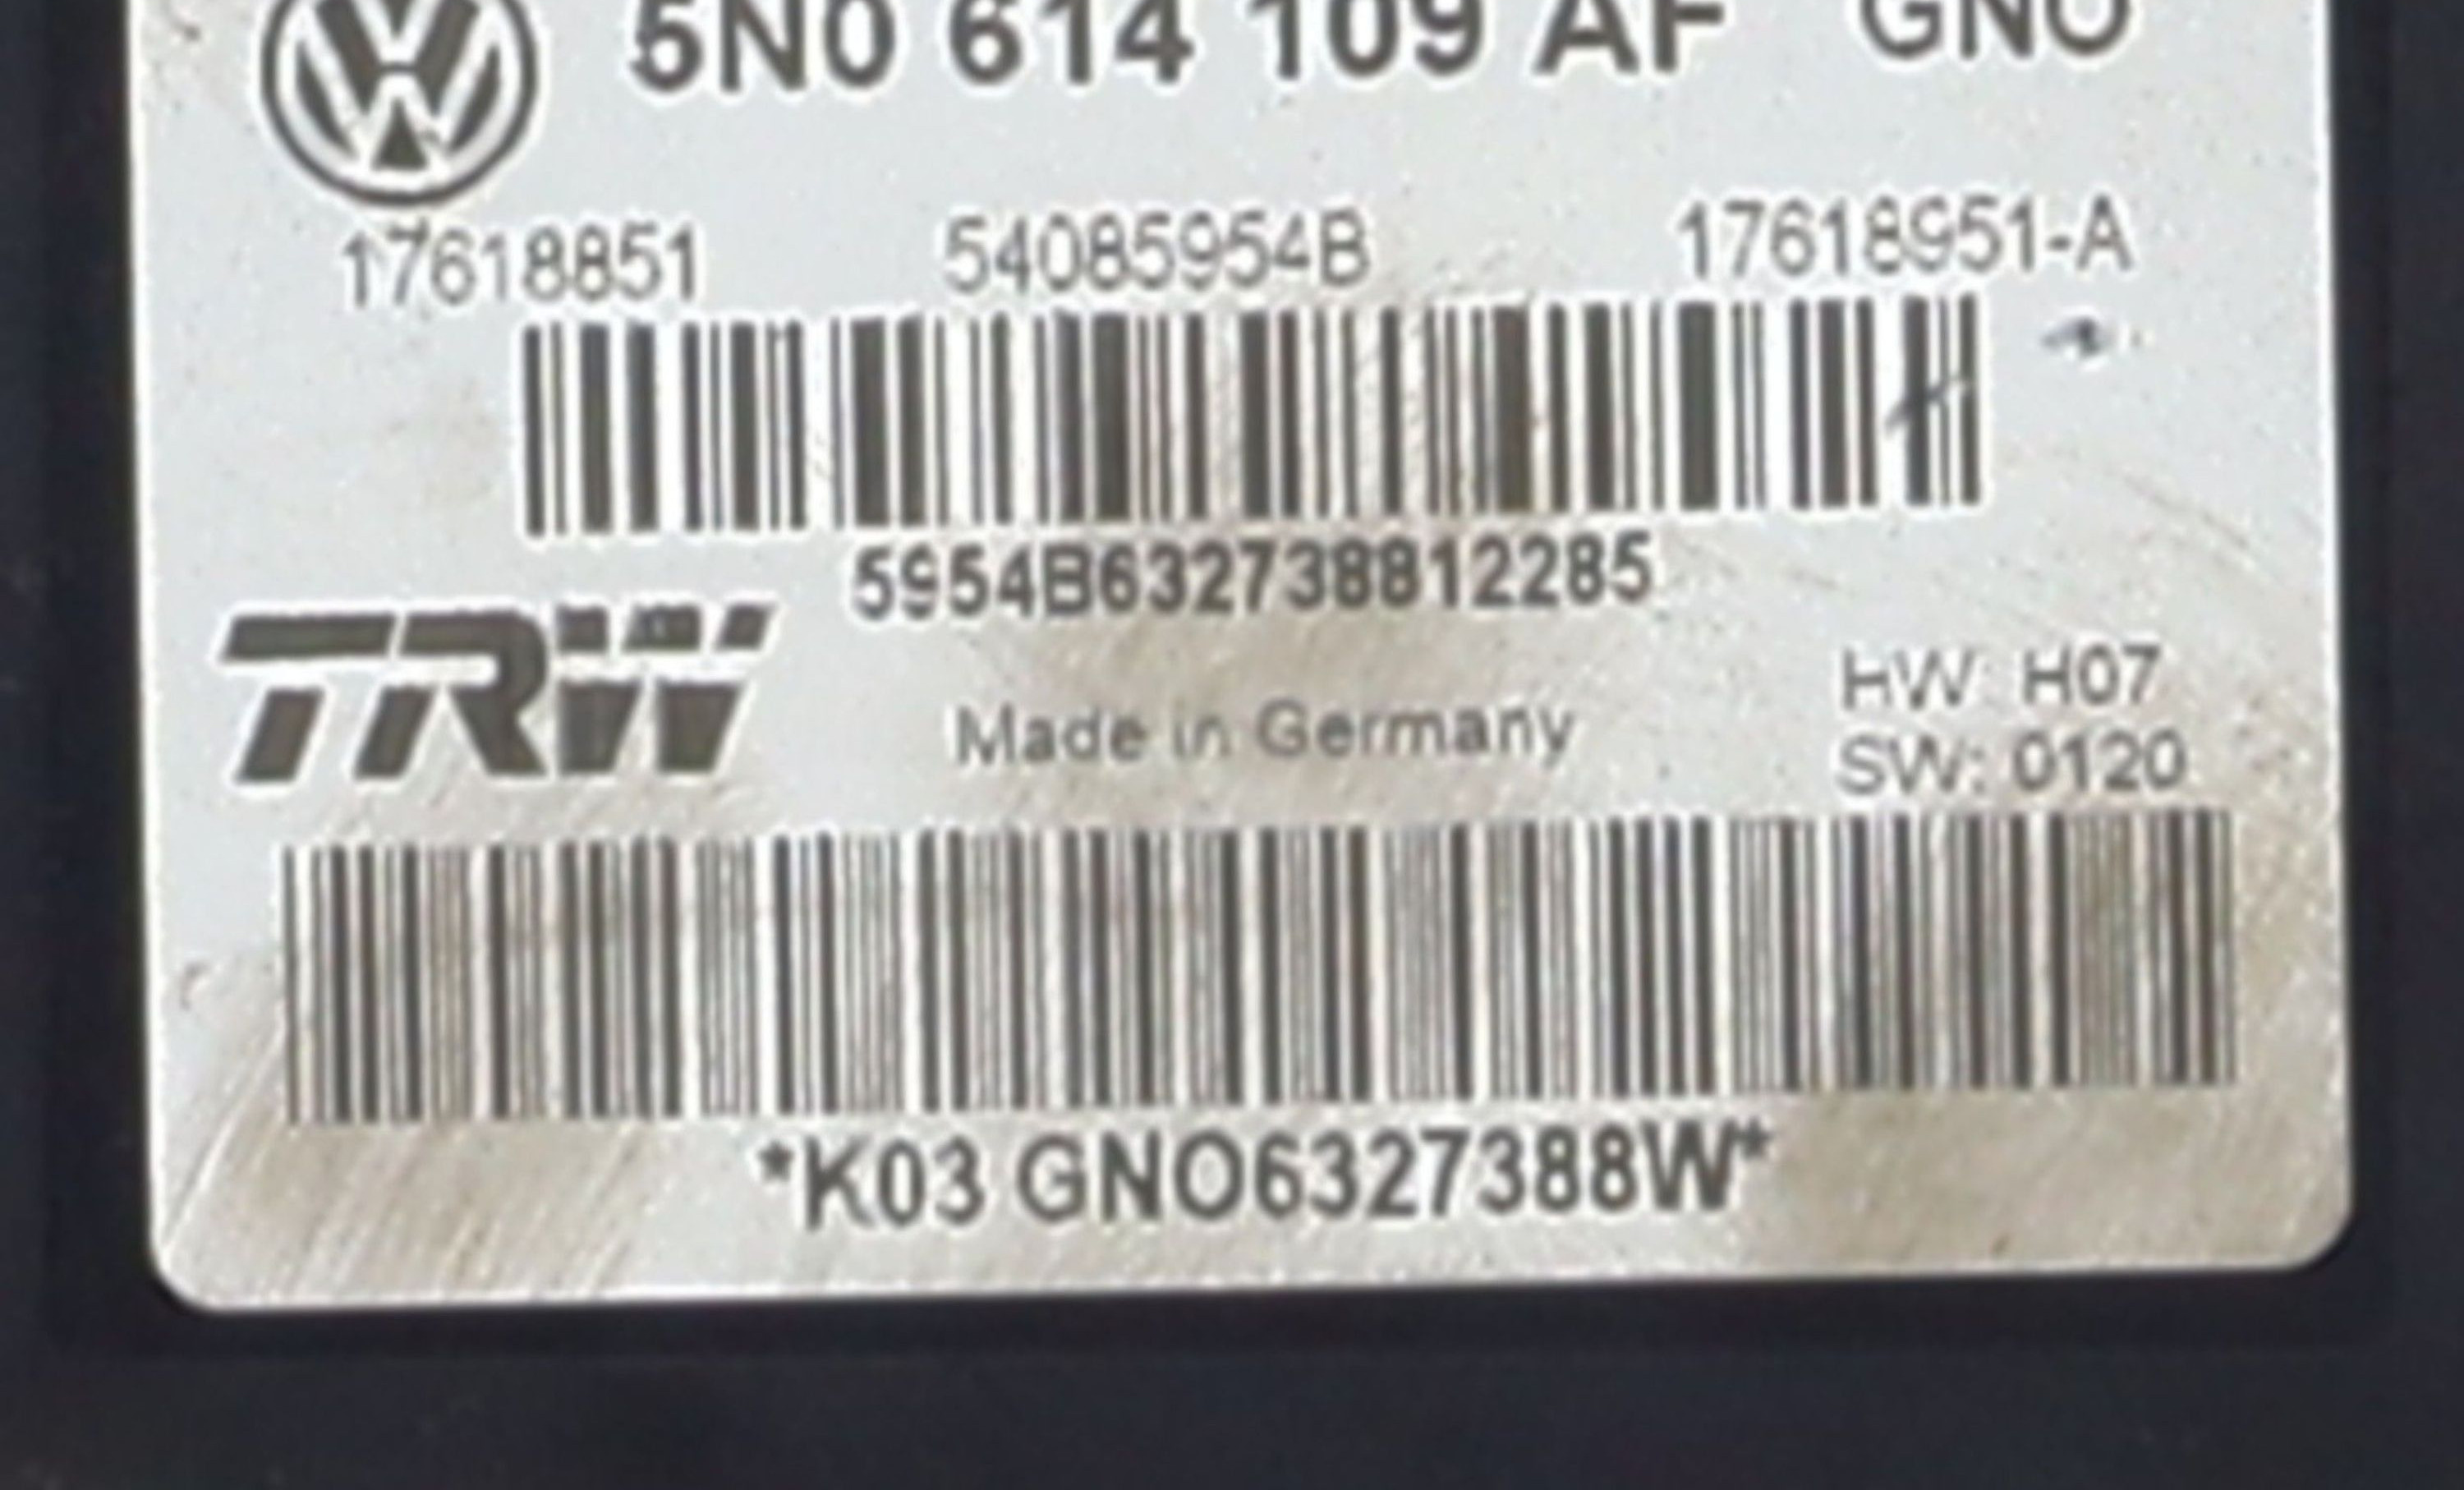 5N0 614 109 AF GNO
17618851 54085954B 17618951-A
5954B632738812285
TRW
Made in Germany
HW: H07
SW: 0120
*K03 GNO6327388W*